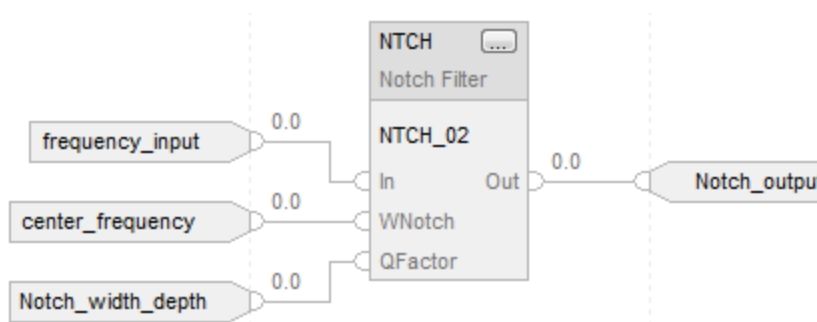 NTCH ...
Notch Filter
NTCH_02
frequency_input 0.0
In Out 0.0
center_frequency 0.0
WNotch
Notch_width_depth 0.0
QFactor
Notch_outpu